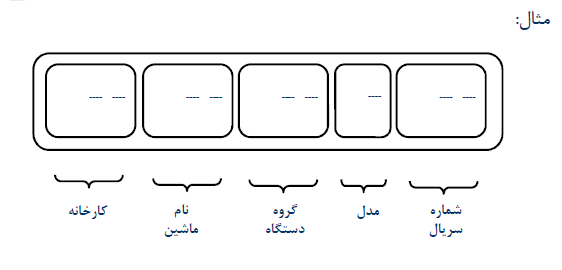 مثال:
---- ---- ---- ---- ---- ---- ---- ---- ----
شماره سریال
مدل
گروه دستگاه
نام ماشین
کارخانه